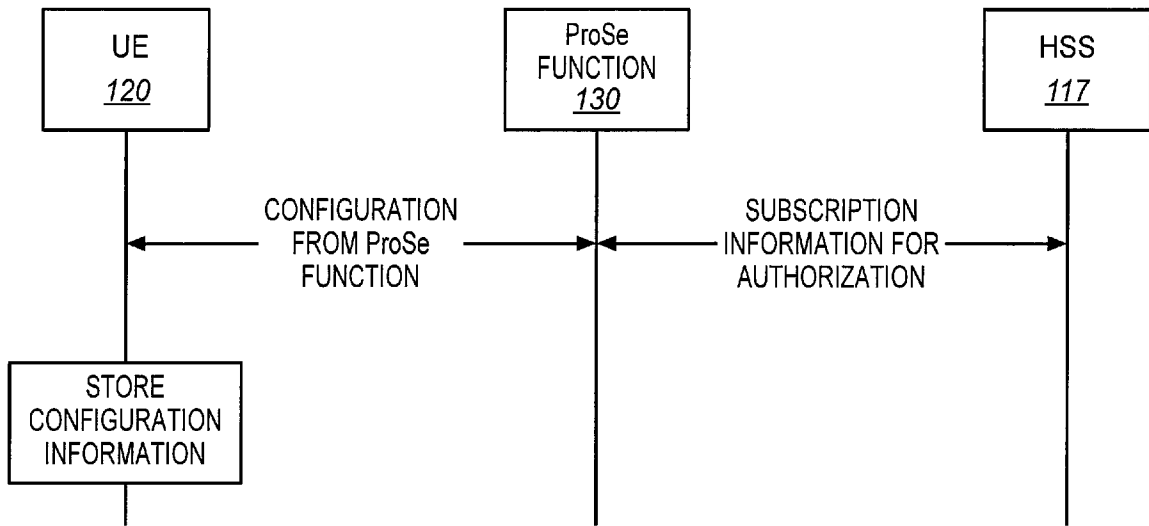 UE
120
ProSe
FUNCTION
130
HSS
117
CONFIGURATION
FROM ProSe
FUNCTION
SUBSCRIPTION
INFORMATION FOR
AUTHORIZATION
STORE
CONFIGURATION
INFORMATION